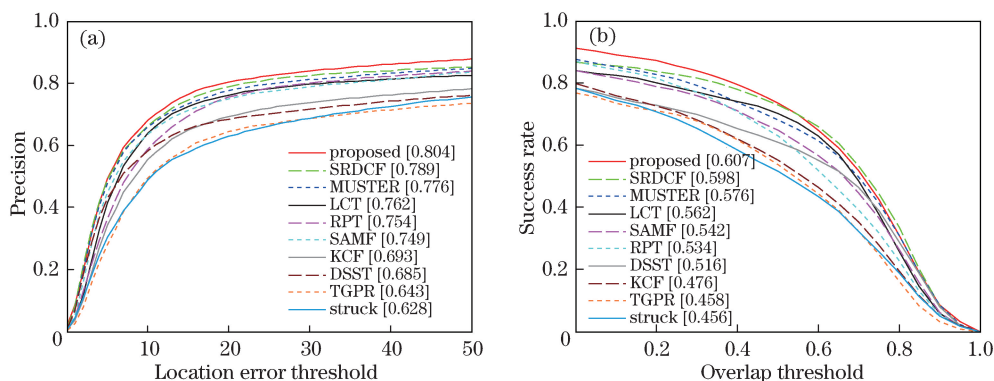 (a)
1.0
0.8
0.6
0.4
0.2
0
Precision
proposed [0.804]
SRDCF [0.789]
MUSTER [0.776]
LCT [0.762]
RPT [0.754]
SAMF [0.749]
KCF [0.693]
DSST [0.685]
TGPR [0.643]
struck [0.628]
10 20 30 40 50
Location error threshold
(b)
1.0
0.8
0.6
0.4
0.2
0
Success rate
proposed [0.607]
SRDCF [0.598]
MUSTER [0.576]
LCT [0.562]
SAMF [0.542]
RPT [0.534]
DSST [0.516]
KCF [0.476]
TGPR [0.458]
struck [0.456]
0.2 0.4 0.6 0.8 1.0
Overlap threshold